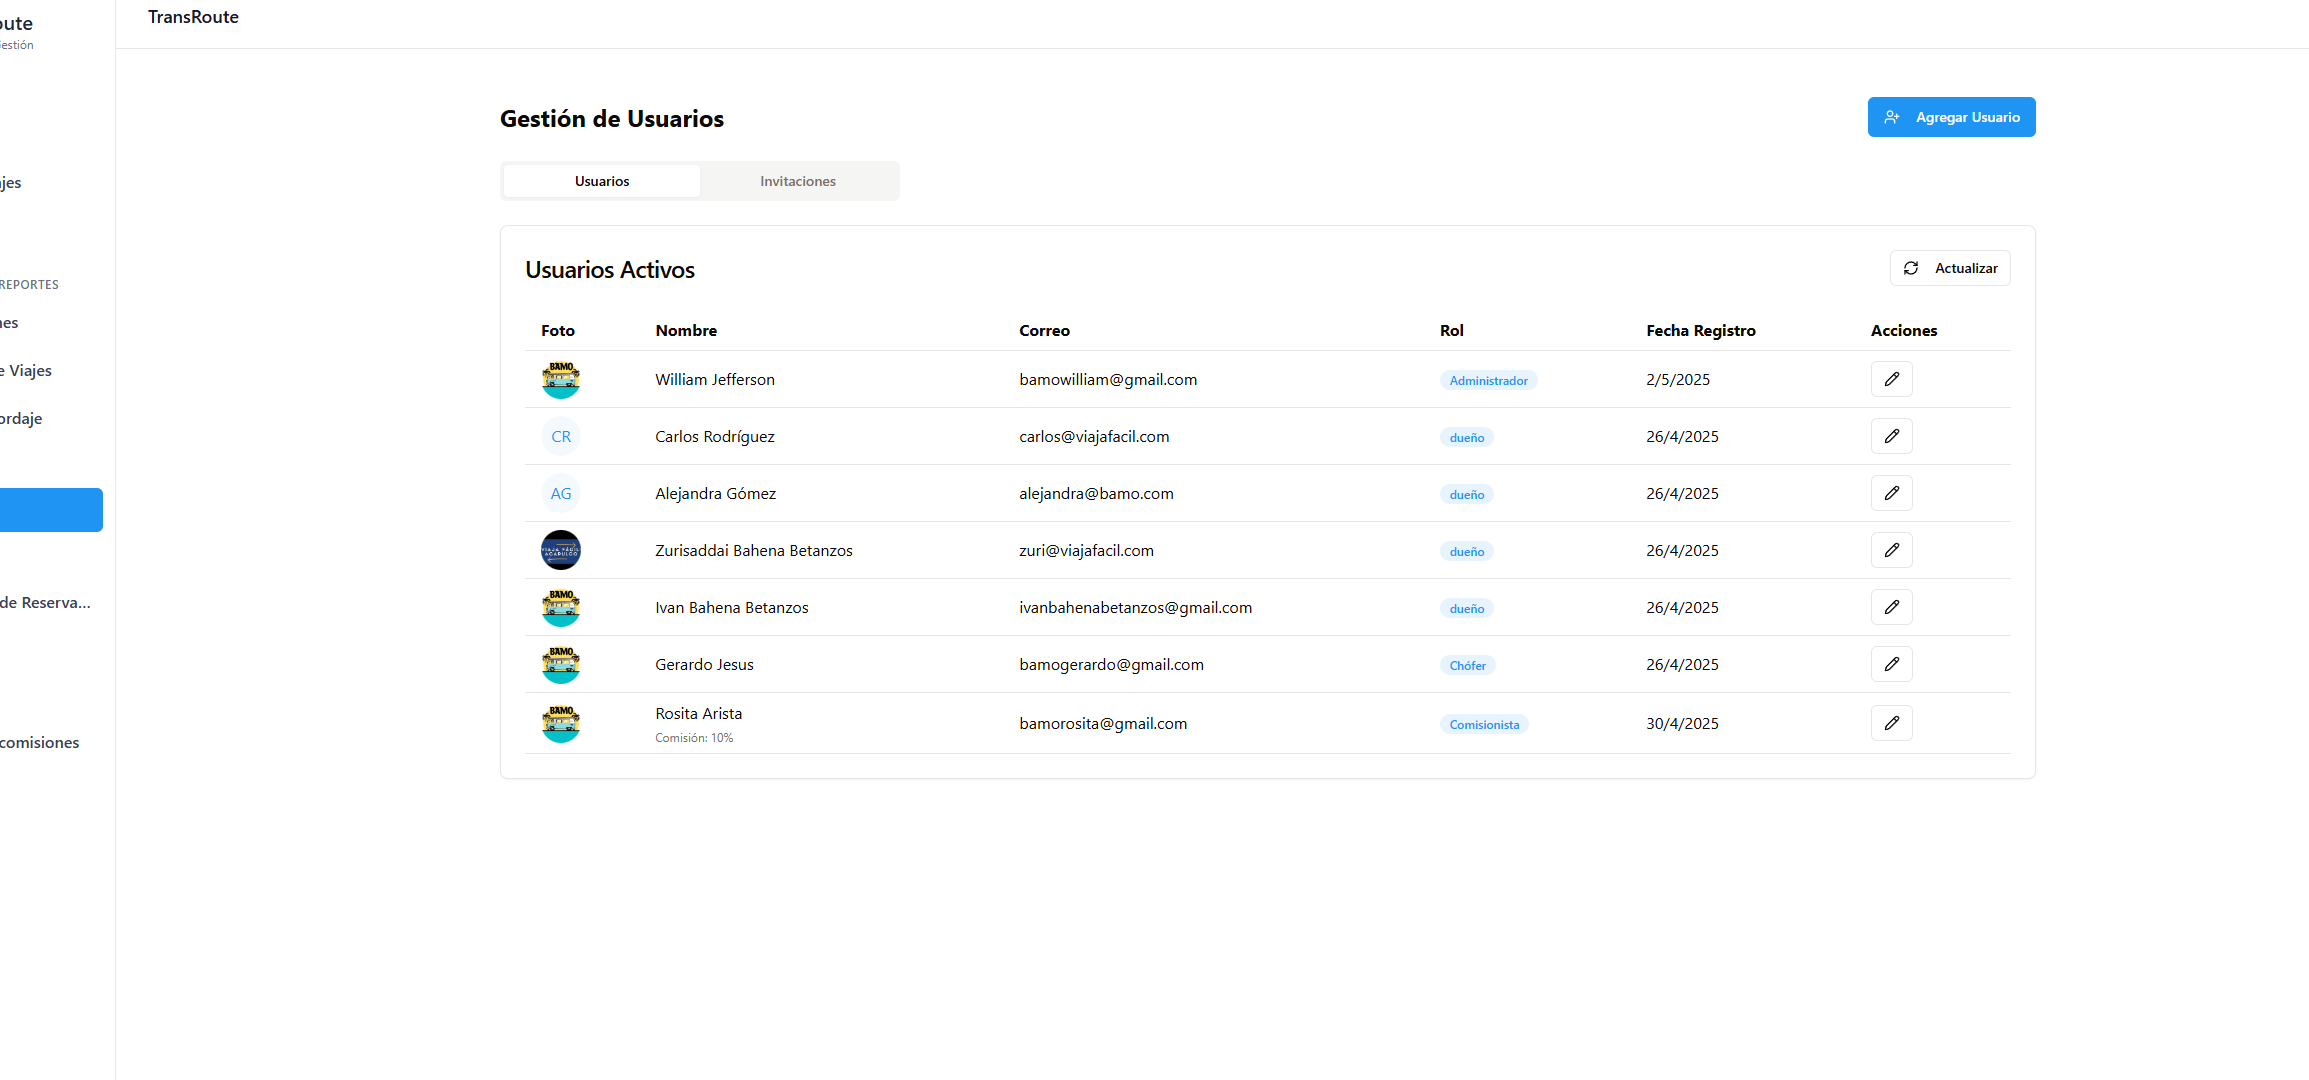 oute
estión
TransRoute
jes
REPORTES
nes
e Viajes
ordaje
de Reserva...
comisiones
Gestión de Usuarios
Agregar Usuario
Usuarios
Invitaciones
Usuarios Activos
Actualizar
Foto Nombre Correo Rol Fecha Registro Acciones
BAMO William Jefferson bamowilliam@gmail.com Administrador 2/5/2025
CR Carlos Rodríguez carlos@viajafacil.com dueño 26/4/2025
AG Alejandra Gómez alejandra@bamo.com dueño 26/4/2025
VIAJA FÁCIL ACAPULCO Zurisaddai Bahena Betanzos zuri@viajafacil.com dueño 26/4/2025
BAMO Ivan Bahena Betanzos ivanbahenabetanzos@gmail.com dueño 26/4/2025
BAMO Gerardo Jesus bamogerardo@gmail.com Chófer 26/4/2025
BAMO Rosita Arista bamorosita@gmail.com Comisionista 30/4/2025
Comisión: 10%